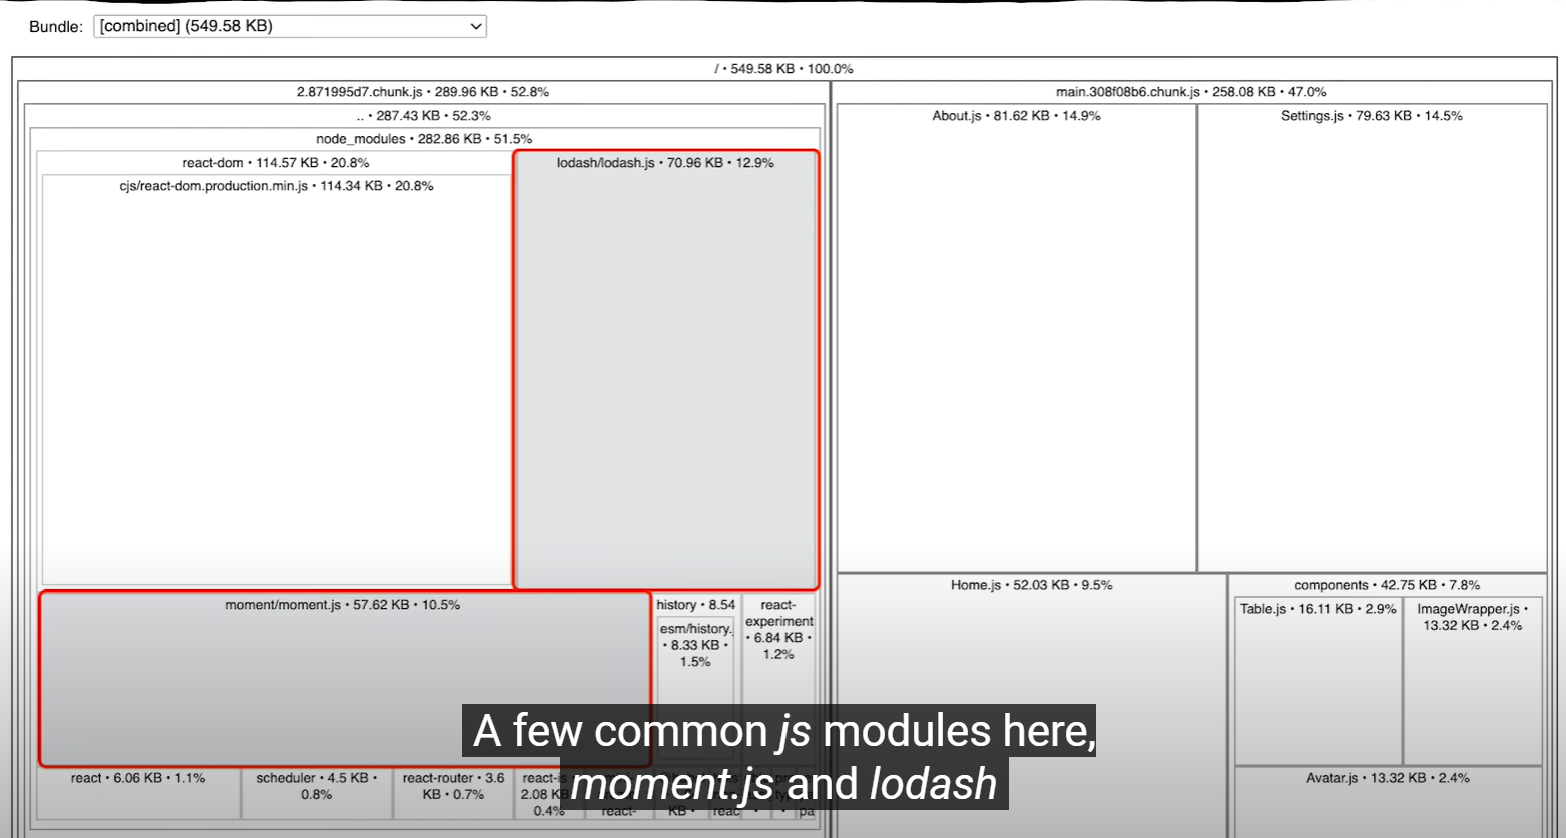 Bundle: [combined] (549.58 KB)
/ • 549.58 KB • 100.0%
2.871995d7.chunk.js • 289.96 KB • 52.8%
.. • 287.43 KB • 52.3%
node_modules • 282.86 KB • 51.5%
react-dom • 114.57 KB • 20.8%
cjs/react-dom.production.min.js • 114.34 KB • 20.8%
lodash/lodash.js • 70.96 KB • 12.9%
moment/moment.js • 57.62 KB • 10.5%
history • 8.54
esm/history.
• 8.33 KB •
1.5%
react-
experiment
• 6.84 KB •
1.2%
react • 6.06 KB • 1.1%
scheduler • 4.5 KB •
0.8%
react-router • 3.6
KB • 0.7%
react-is
2.08 KB
0.4%
react-
KB •
reac
pa
main.308f08b6.chunk.js • 258.08 KB • 47.0%
About.js • 81.62 KB • 14.9%
Settings.js • 79.63 KB • 14.5%
Home.js • 52.03 KB • 9.5%
components • 42.75 KB • 7.8%
Table.js • 16.11 KB • 2.9%
ImageWrapper.js •
13.32 KB • 2.4%
Avatar.js • 13.32 KB • 2.4%
A few common js modules here,
moment.js and lodash